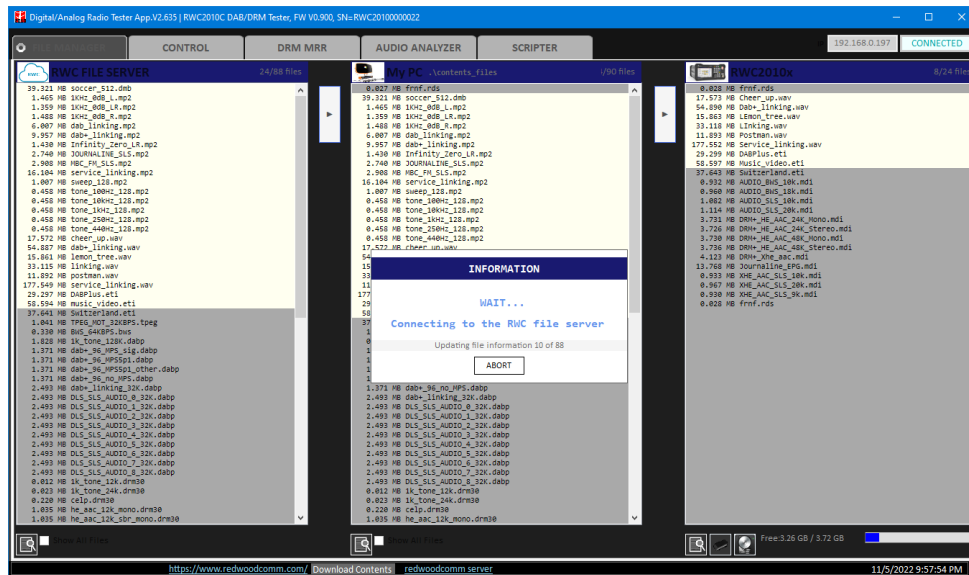 Digital/Analog Radio Tester App.V2.635 | RWC2010C DAB/DRM Tester, FW V0.900, SN=RWC20100000022
FILE MANAGER CONTROL DRM MRR AUDIO ANALYZER SCRIPTER 192.168.0.197 CONNECTED
RWC RWC FILE SERVER 24/88 files
39.321 MB soccer_512.dmb
1.465 MB 1KHz_0dB_L.mp2
1.359 MB 1KHz_0dB_LR.mp2
1.488 MB 1KHz_0dB_R.mp2
6.007 MB dab_linking.mp2
9.957 MB dab+_linking.mp2
1.430 MB Infinity_Zero_LR.mp2
2.740 MB JOURNALINE_SLS.mp2
2.908 MB MBC_FM_SLS.mp2
16.104 MB service_linking.mp2
1.007 MB sweep_128.mp2
0.458 MB tone_100Hz_128.mp2
0.458 MB tone_10kHz_128.mp2
0.458 MB tone_1kHz_128.mp2
0.458 MB tone_250Hz_128.mp2
0.458 MB tone_440Hz_128.mp2
17.572 MB cheer_up.wav
54.887 MB dab+_linking.wav
15.861 MB lemon_tree.wav
33.115 MB linking.wav
11.892 MB postman.wav
177.549 MB service_linking.wav
29.297 MB DABPlus.eti
58.594 MB music_video.eti
37.641 MB Switzerland.eti
1.041 MB TPEG_MOT_32KBPS.tpeg
0.330 MB BWS_64KBPS.bws
1.828 MB 1k_tone_128K.dabp
1.371 MB dab+_96_MPS_sig.dabp
1.371 MB dab+_96_MPS5p1.dabp
1.371 MB dab+_96_MPS5p1_other.dabp
1.371 MB dab+_96_no_MPS.dabp
2.493 MB dab+_linking_32K.dabp
2.493 MB DLS_SLS_AUDIO_0_32K.dabp
2.493 MB DLS_SLS_AUDIO_1_32K.dabp
2.493 MB DLS_SLS_AUDIO_2_32K.dabp
2.493 MB DLS_SLS_AUDIO_3_32K.dabp
2.493 MB DLS_SLS_AUDIO_4_32K.dabp
2.493 MB DLS_SLS_AUDIO_5_32K.dabp
2.493 MB DLS_SLS_AUDIO_6_32K.dabp
2.493 MB DLS_SLS_AUDIO_7_32K.dabp
2.493 MB DLS_SLS_AUDIO_8_32K.dabp
0.012 MB 1k_tone_12k.drm30
0.023 MB 1k_tone_24k.drm30
0.220 MB celp.drm30
1.035 MB he_aac_12k_mono.drm30
1.035 MB he_aac_12k_sbr_mono.drm30
Show All Files
My PC .\contents_files /90 files
0.027 MB frnf.rds
39.321 MB soccer_512.dmb
1.465 MB 1KHz_0dB_L.mp2
1.359 MB 1KHz_0dB_LR.mp2
1.488 MB 1KHz_0dB_R.mp2
6.007 MB dab_linking.mp2
9.957 MB dab+_linking.mp2
1.430 MB Infinity_Zero_LR.mp2
2.740 MB JOURNALINE_SLS.mp2
2.908 MB MBC_FM_SLS.mp2
16.104 MB service_linking.mp2
1.007 MB sweep_128.mp2
0.458 MB tone_100Hz_128.mp2
0.458 MB tone_10kHz_128.mp2
0.458 MB tone_1kHz_128.mp2
0.458 MB tone_250Hz_128.mp2
0.458 MB tone_440Hz_128.mp2
17.572 MB cheer_up.wav
INFORMATION
WAIT...
Connecting to the RWC file server
Updating file information 10 of 88
ABORT
1.371 MB dab+_96_no_MPS.dabp
2.493 MB dab+_linking_32K.dabp
2.493 MB DLS_SLS_AUDIO_0_32K.dabp
2.493 MB DLS_SLS_AUDIO_1_32K.dabp
2.493 MB DLS_SLS_AUDIO_2_32K.dabp
2.493 MB DLS_SLS_AUDIO_3_32K.dabp
2.493 MB DLS_SLS_AUDIO_4_32K.dabp
2.493 MB DLS_SLS_AUDIO_5_32K.dabp
2.493 MB DLS_SLS_AUDIO_6_32K.dabp
2.493 MB DLS_SLS_AUDIO_7_32K.dabp
2.493 MB DLS_SLS_AUDIO_8_32K.dabp
0.012 MB 1k_tone_12k.drm30
0.023 MB 1k_tone_24k.drm30
0.220 MB celp.drm30
1.035 MB he_aac_12k_mono.drm30
Show All Files
RWC2010x 8/24 files
0.028 MB frnf.rds
17.573 MB Cheer_up.wav
54.890 MB Dab+_linking.wav
15.863 MB LEmon_tree.wav
33.118 MB LInking.wav
11.893 MB Postman.wav
177.552 MB Service_linking.wav
29.299 MB DABPlus.eti
58.597 MB Music_video.eti
37.643 MB Switzerland.eti
0.932 MB AUDIO_BWS_10k.mdi
0.960 MB AUDIO_BWS_18k.mdi
1.082 MB AUDIO_SLS_10k.mdi
1.114 MB AUDIO_SLS_20k.mdi
3.731 MB DRM+_HE_AAC_24K_Mono.mdi
3.726 MB DRM+_HE_AAC_24K_Stereo.mdi
3.730 MB DRM+_HE_AAC_48K_Mono.mdi
3.736 MB DRM+_HE_AAC_48K_Stereo.mdi
4.123 MB DRM+_Xhe_aac.mdi
13.768 MB Journaline_EPG.mdi
0.933 MB XHE_AAC_SLS_10k.mdi
0.967 MB XHE_AAC_SLS_20k.mdi
0.930 MB XHE_AAC_SLS_9k.mdi
0.028 MB frnf.rds
Free:3.26 GB / 3.72 GB
https://www.redwoodcomm.com/ Download Contents redwoodcomm server 11/5/2022 9:57:54 PM